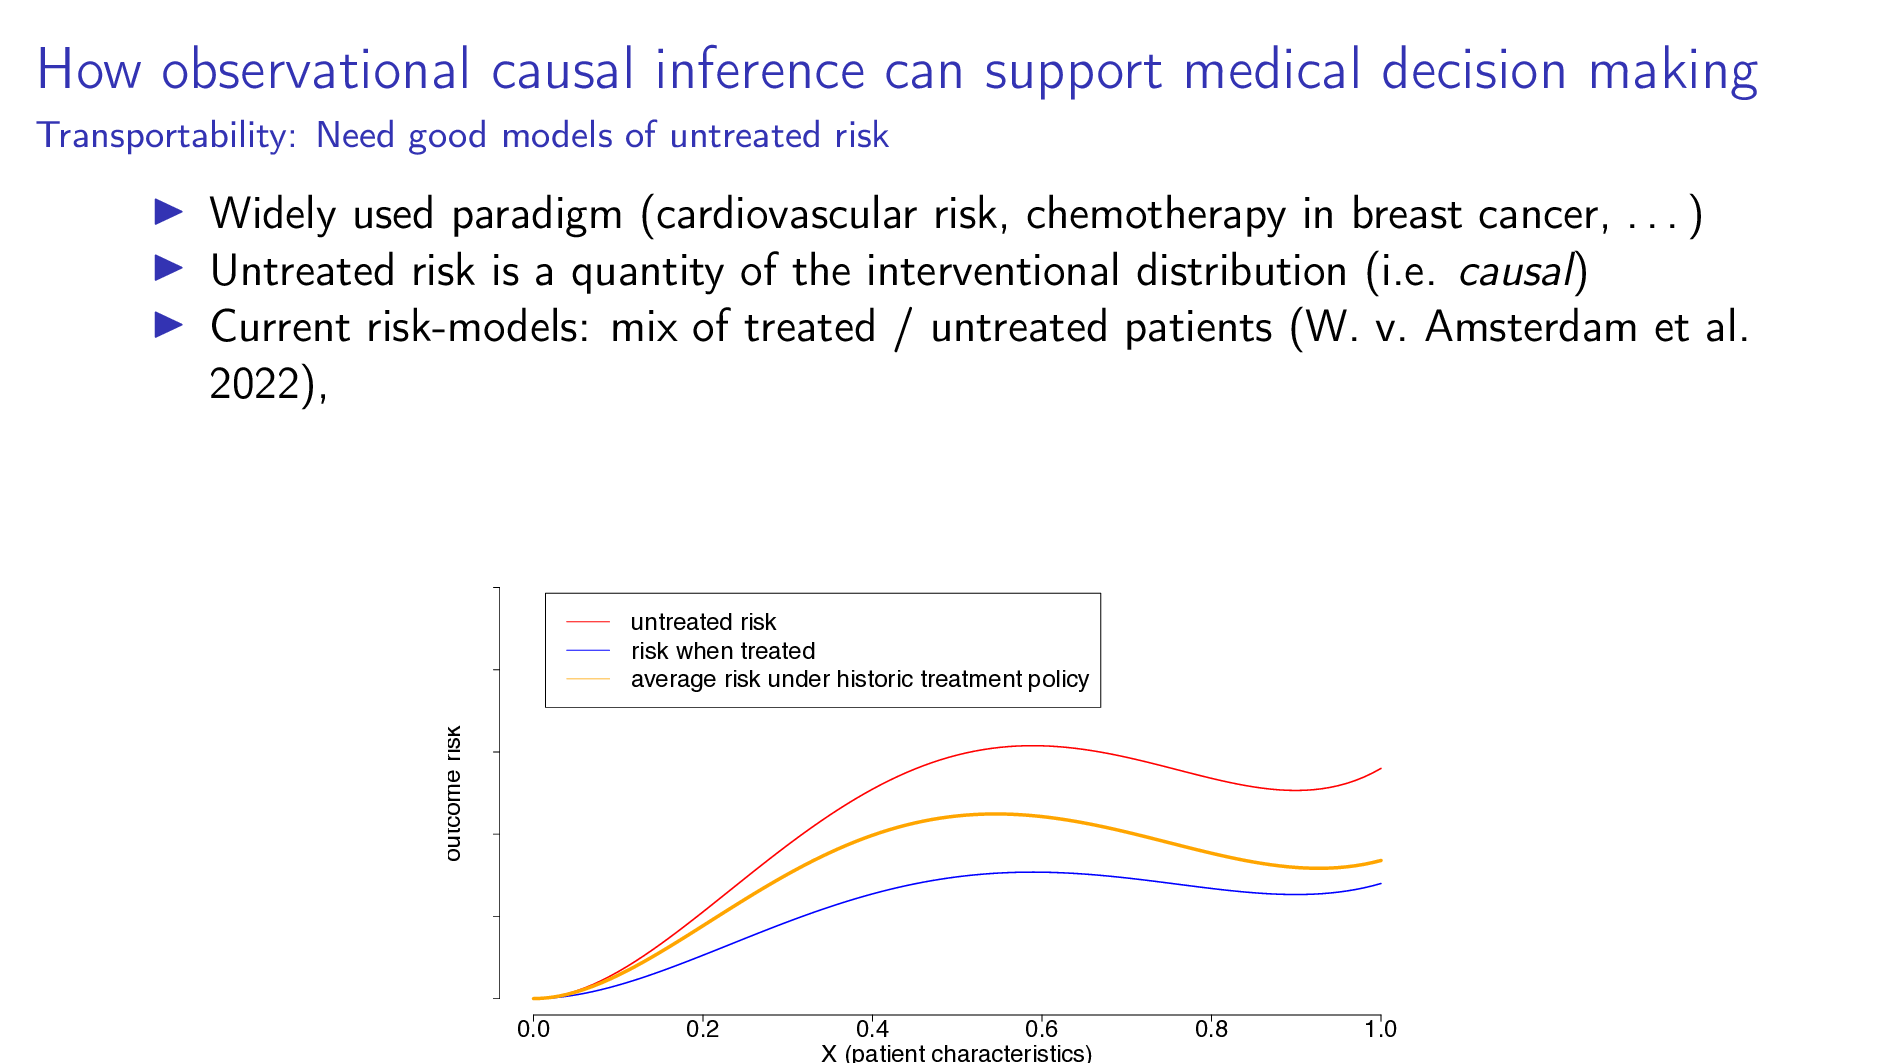 How observational causal inference can support medical decision making
Transportability: Need good models of untreated risk
▶ Widely used paradigm (cardiovascular risk, chemotherapy in breast cancer, . . . )
▶ Untreated risk is a quantity of the interventional distribution (i.e. causal)
▶ Current risk-models: mix of treated / untreated patients (W. v. Amsterdam et al.
2022),
untreated risk
risk when treated
average risk under historic treatment policy
outcome risk
0.0 0.2 0.4 0.6 0.8 1.0
X (patient characteristics)